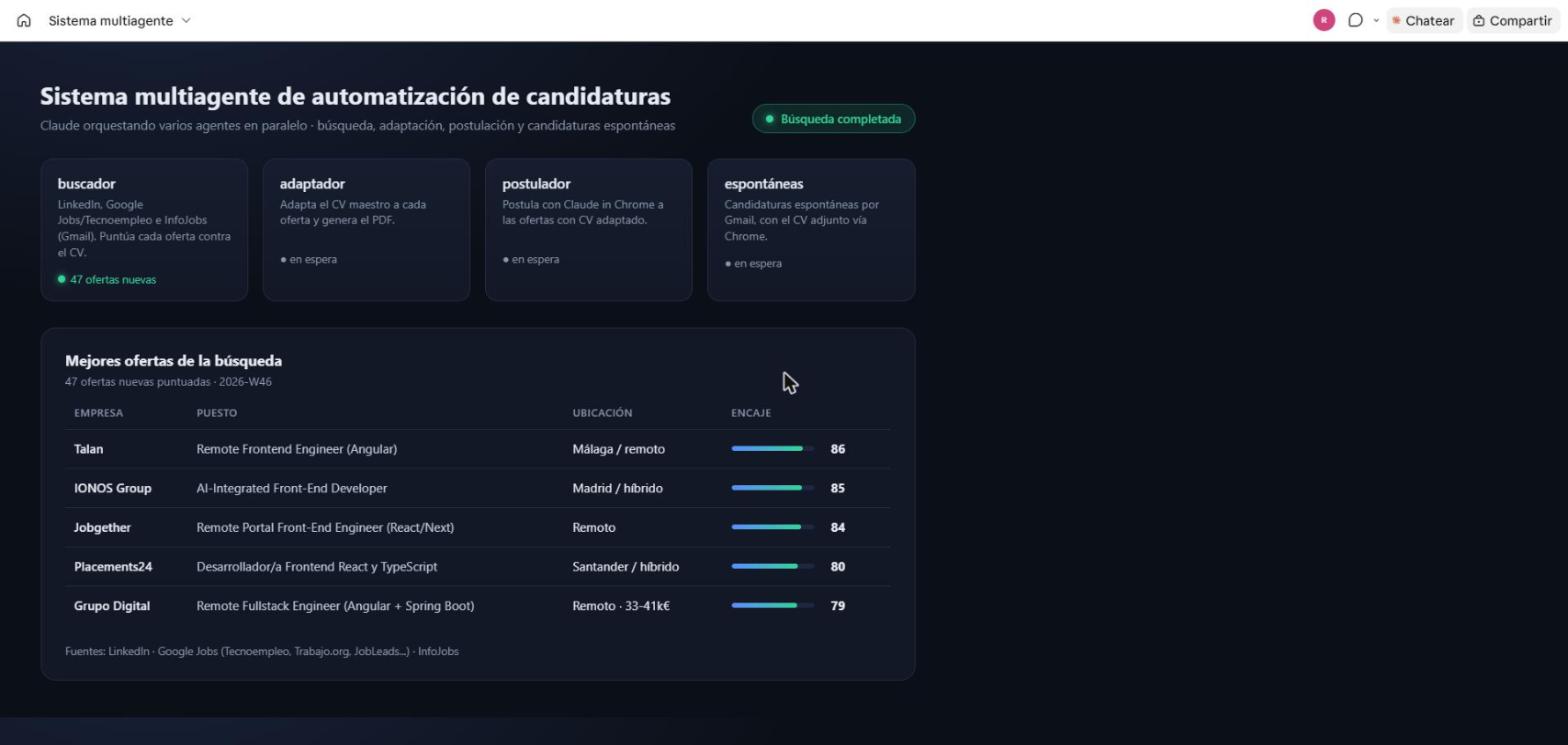 Sistema multiagente
R
Chatear
Compartir
Sistema multiagente de automatización de candidaturas
Claude orquestando varios agentes en paralelo · búsqueda, adaptación, postulación y candidaturas espontáneas
Búsqueda completada
buscador
LinkedIn, Google
Jobs/Tecnoempleo e InfoJobs
(Gmail). Puntúa cada oferta contra
el CV.
47 ofertas nuevas
adaptador
Adapta el CV maestro a cada
oferta y genera el PDF.
en espera
postulador
Postula con Claude in Chrome a
las ofertas con CV adaptado.
en espera
espontáneas
Candidaturas espontáneas por
Gmail, con el CV adjunto vía
Chrome.
en espera
Mejores ofertas de la búsqueda
47 ofertas nuevas puntuadas · 2026-W46
EMPRESA PUESTO UBICACIÓN ENCAJE
Talan Remote Frontend Engineer (Angular) Málaga / remoto 86
IONOS Group AI-Integrated Front-End Developer Madrid / híbrido 85
Jobgether Remote Portal Front-End Engineer (React/Next) Remoto 84
Placements24 Desarrollador/a Frontend React y TypeScript Santander / híbrido 80
Grupo Digital Remote Fullstack Engineer (Angular + Spring Boot) Remoto · 33-41k€ 79
Fuentes: LinkedIn · Google Jobs (Tecnoempleo, Trabajo.org, JobLeads...) · InfoJobs